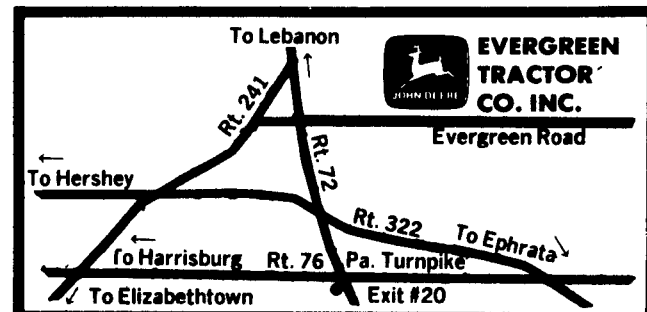 To Lebanon
EVERGREEN
TRACTOR
CO. INC.
JOHN DEERE
Rt. 241
Evergreen Road
Rt. 72
To Hershey
Rt. 322
To Ephrata
To Harrisburg
Rt. 76
Pa. Turnpike
To Elizabethtown
Exit #20